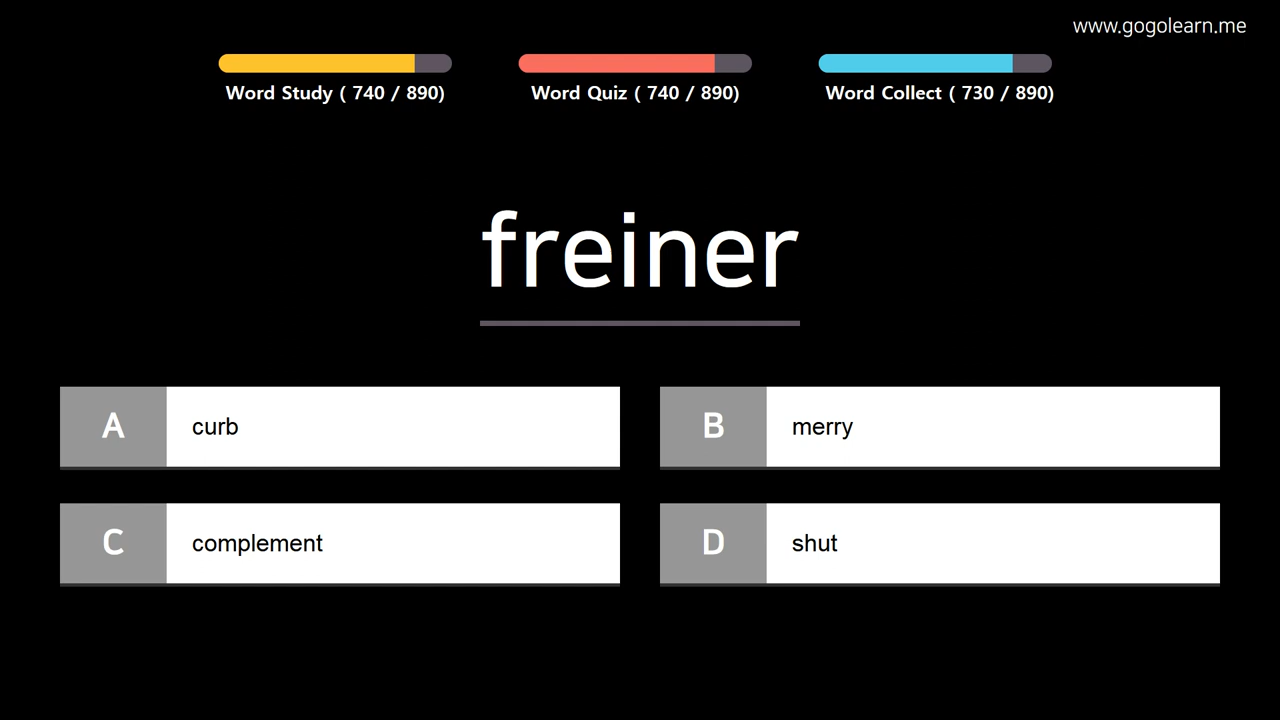 www.gogolearn.me
Word Study ( 740 / 890)
Word Quiz ( 740 / 890)
Word Collect ( 730 / 890)
freiner
A curb
B merry
C complement
D shut